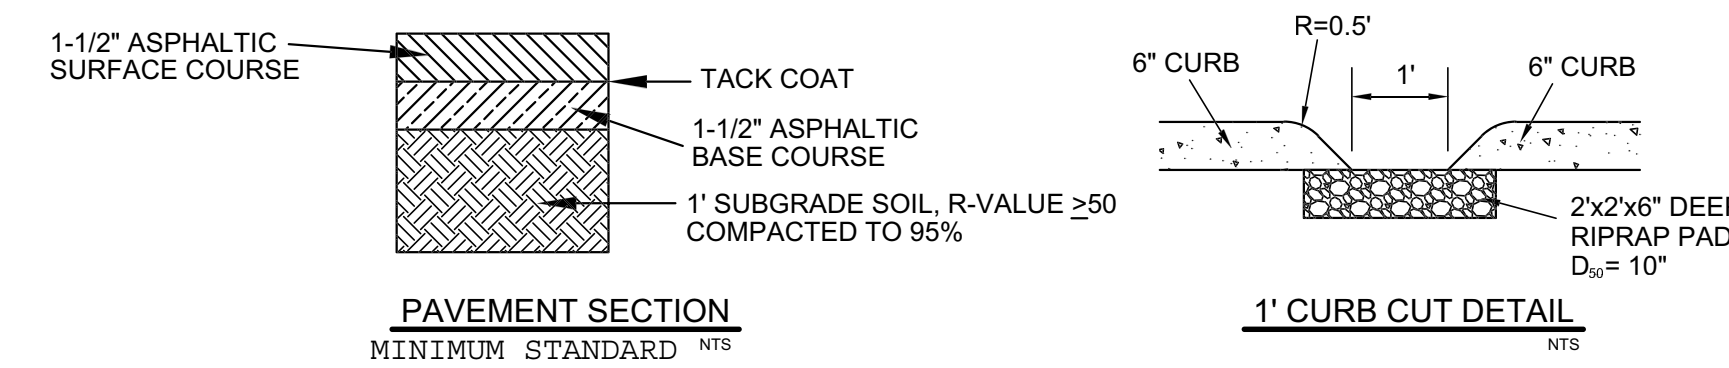 1-1/2" ASPHALTIC
SURFACE COURSE
TACK COAT
1-1/2" ASPHALTIC
BASE COURSE
1' SUBGRADE SOIL, R-VALUE ≥50
COMPACTED TO 95%
PAVEMENT SECTION
MINIMUM STANDARD NTS
R=0.5'
6" CURB
1'
6" CURB
2'x2'x6" DEEP
RIPRAP PAD
D₅₀= 10"
1' CURB CUT DETAIL
NTS